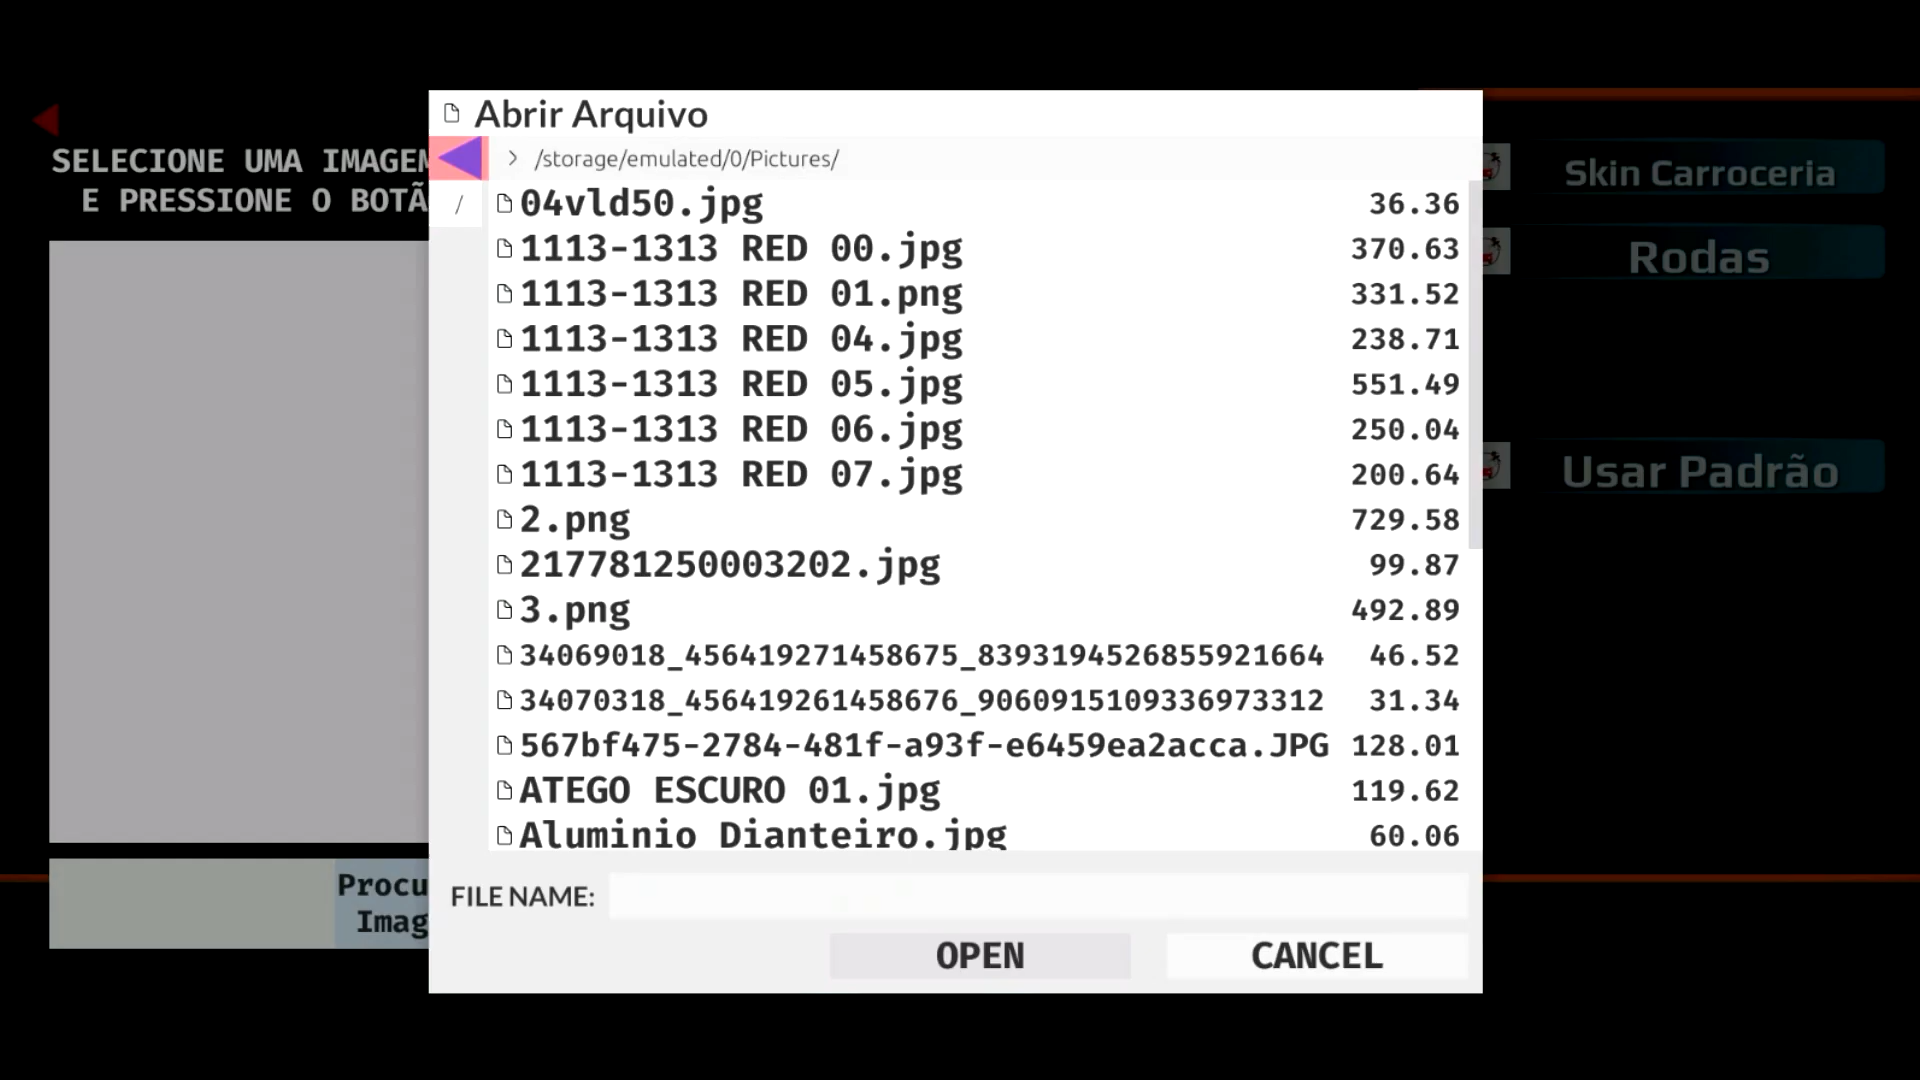 Abrir Arquivo
> /storage/emulated/0/Pictures/
SELECIONE UMA IMAGEM
E PRESSIONE O BOTÃ
/
04vld50.jpg 36.36
1113-1313 RED 00.jpg 370.63
1113-1313 RED 01.png 331.52
1113-1313 RED 04.jpg 238.71
1113-1313 RED 05.jpg 551.49
1113-1313 RED 06.jpg 250.04
1113-1313 RED 07.jpg 200.64
2.png 729.58
217781250003202.jpg 99.87
3.png 492.89
34069018_456419271458675_8393194526855921664 46.52
34070318_456419261458676_9060915109336973312 31.34
567bf475-2784-481f-a93f-e6459ea2acca.JPG 128.01
ATEGO ESCURO 01.jpg 119.62
Aluminio Dianteiro.jpg 60.06
FILE NAME:
OPEN CANCEL
Procu
Imag
Skin Carroceria
Rodas
Usar Padrão